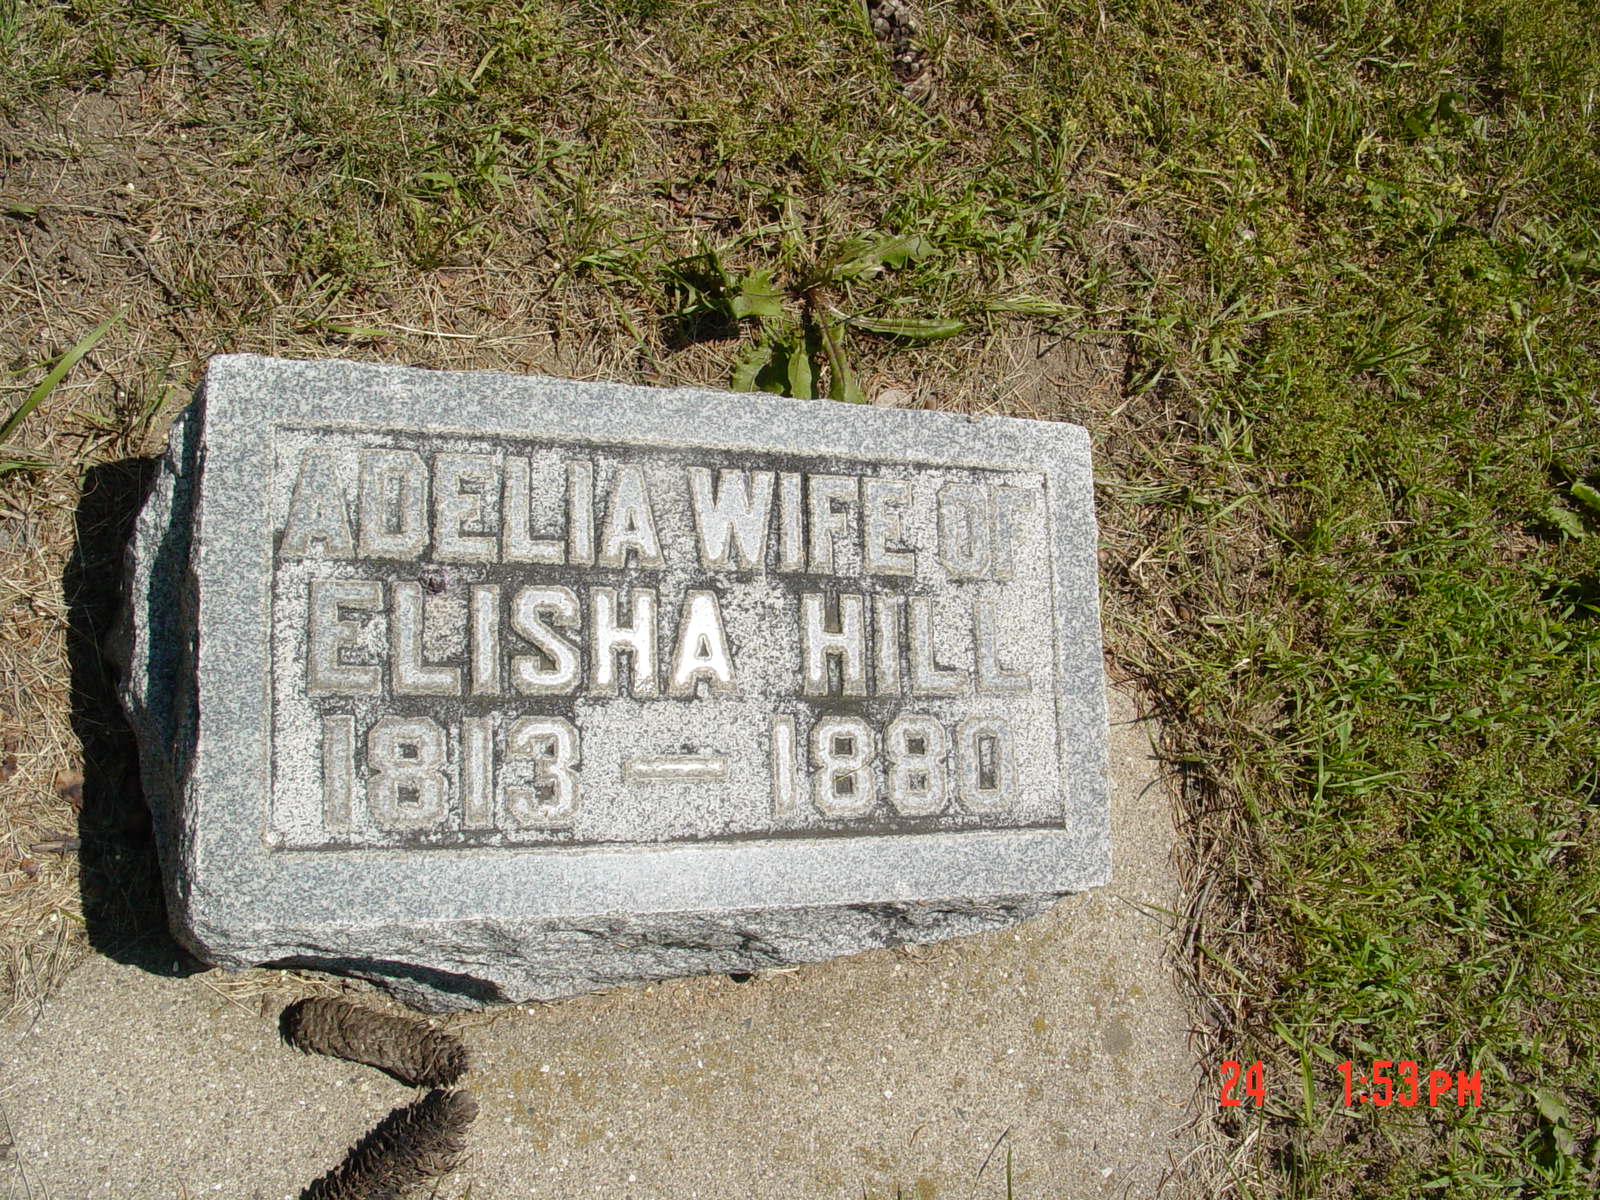 ADELIA WIFE OF
ELISHA HILL
1813 — 1880
24 1:53 PM